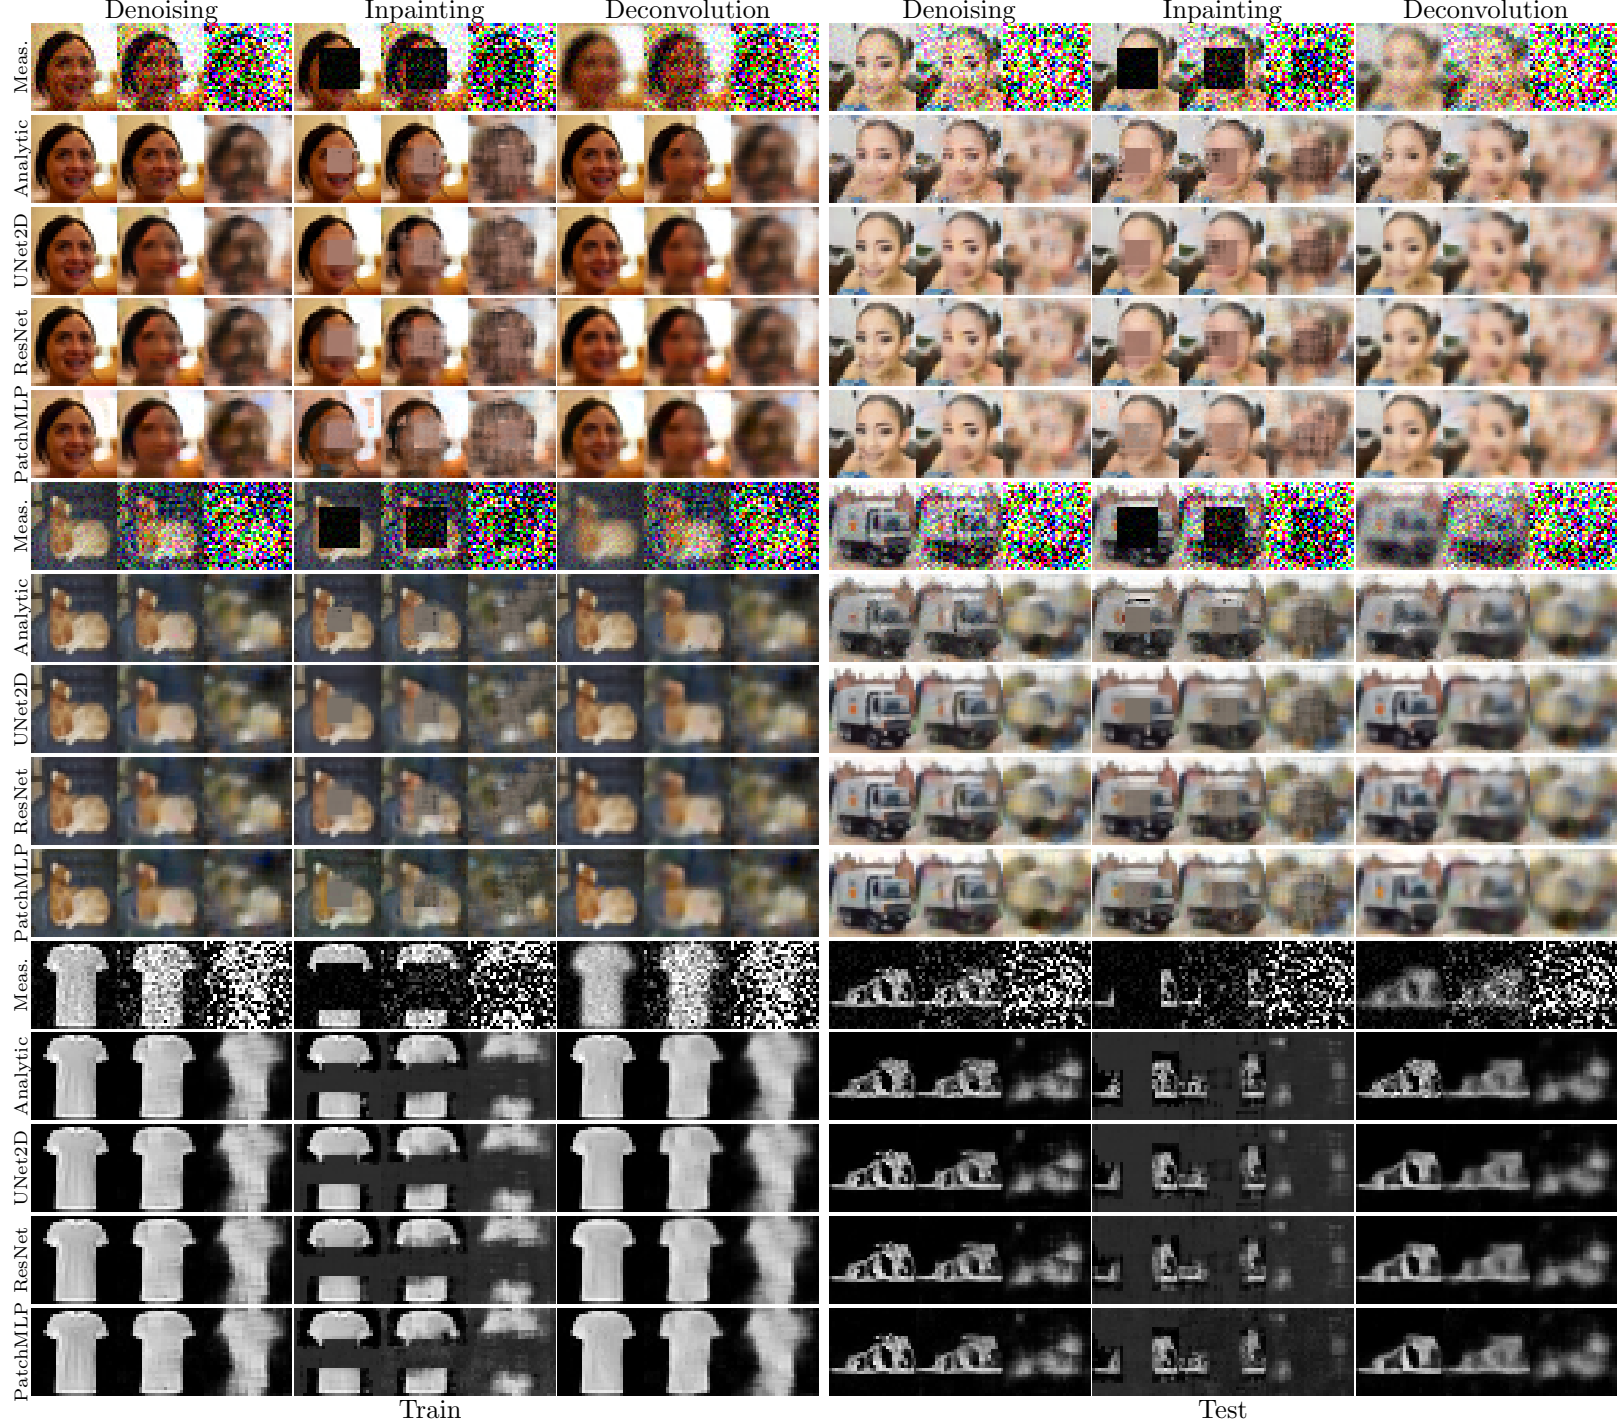 Denoising Inpainting Deconvolution Denoising Inpainting Deconvolution
Meas.
Analytic
UNet2D
ResNet
PatchMLP
Meas.
Analytic
UNet2D
ResNet
PatchMLP
Meas.
Analytic
UNet2D
ResNet
PatchMLP
Train Test